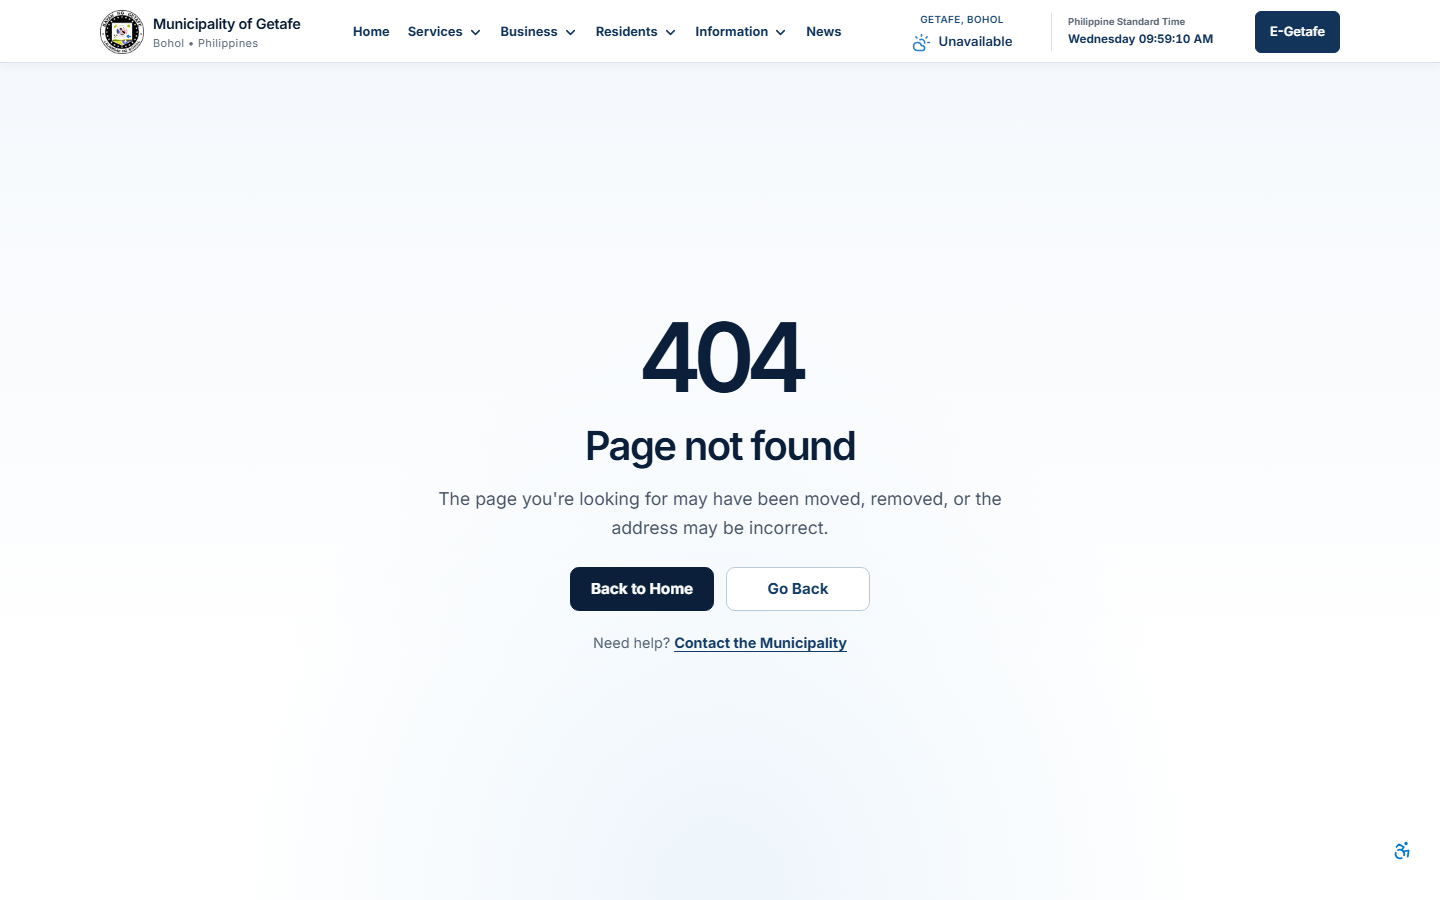 Municipality of Getafe
Bohol • Philippines
Home
Services
Business
Residents
Information
News
GETAFE, BOHOL
Unavailable
Philippine Standard Time
Wednesday 09:59:10 AM
E-Getafe
404
Page not found
The page you're looking for may have been moved, removed, or the
address may be incorrect.
Back to Home
Go Back
Need help? Contact the Municipality